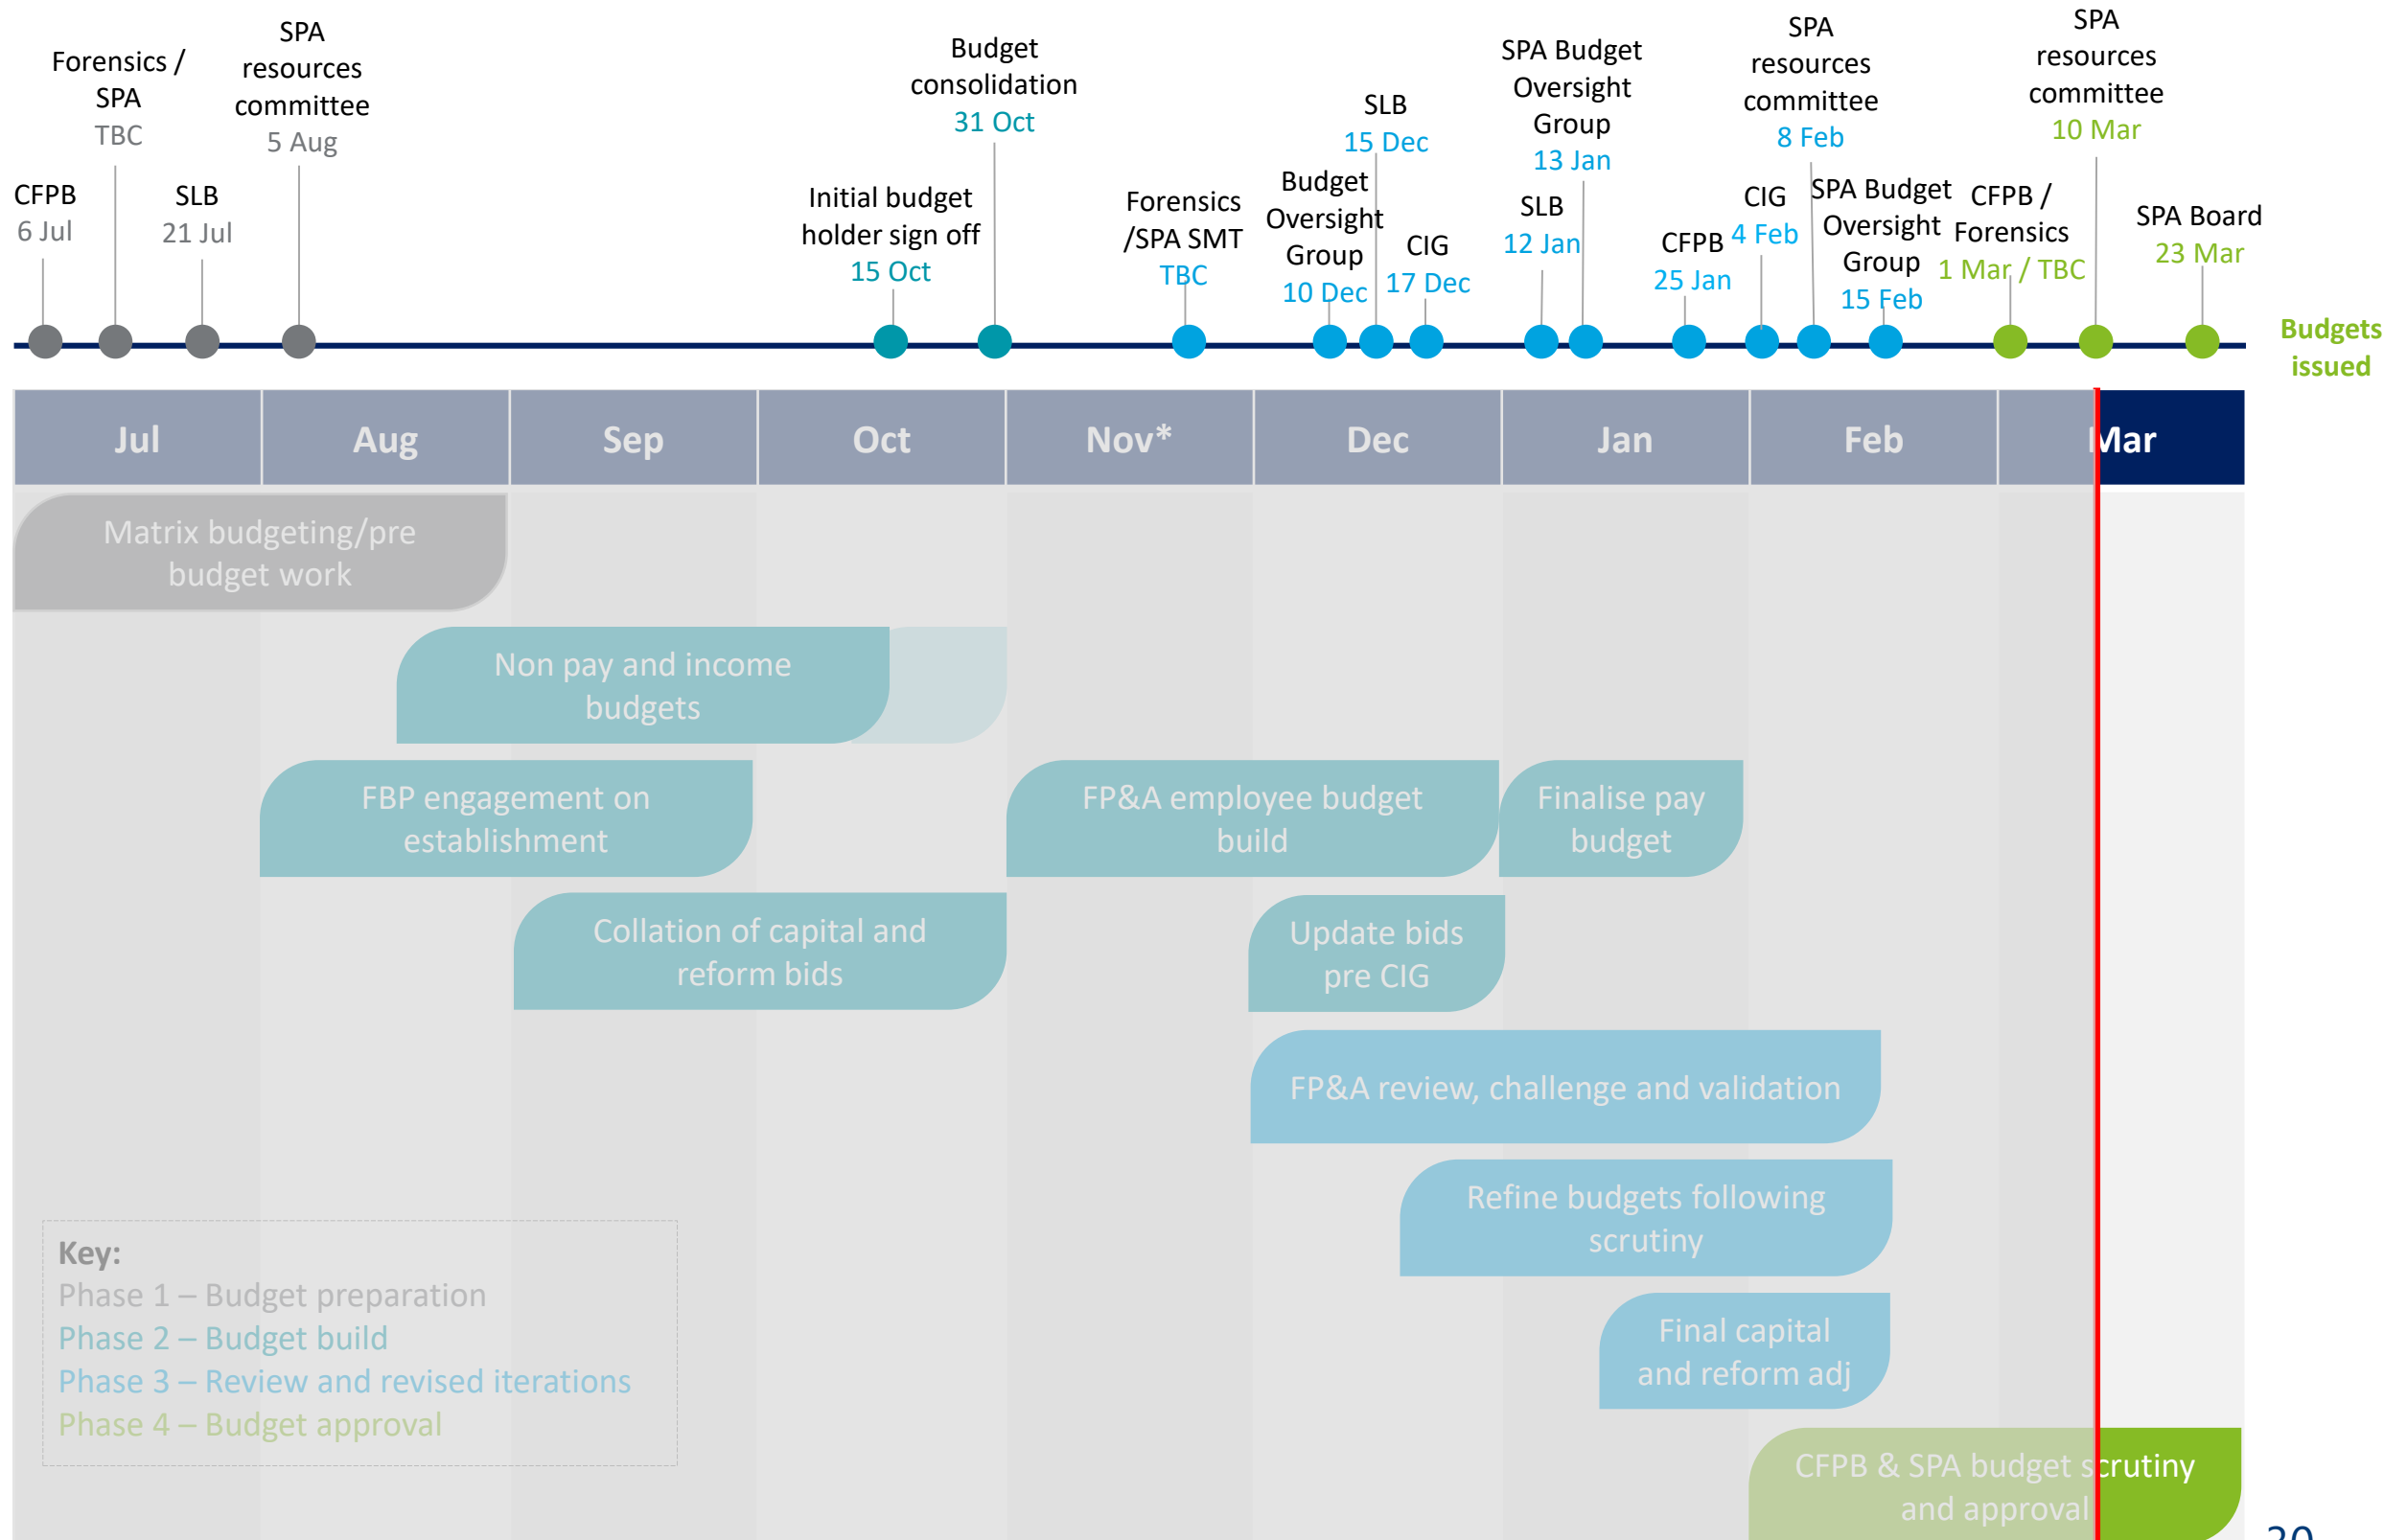 CFPB
6 Jul
Forensics /
SPA
TBC
SLB
21 Jul
SPA
resources
committee
5 Aug
Initial budget
holder sign off
15 Oct
Budget
consolidation
31 Oct
Forensics
/SPA SMT
TBC
Budget
Oversight
Group
10 Dec
SLB
15 Dec
CIG
17 Dec
SLB
12 Jan
SPA Budget
Oversight
Group
13 Jan
CFPB
25 Jan
CIG
4 Feb
SPA
resources
committee
8 Feb
SPA Budget
Oversight
Group
15 Feb
CFPB /
Forensics
1 Mar / TBC
SPA
resources
committee
10 Mar
SPA Board
23 Mar
Budgets
issued
Jul
Aug
Sep
Oct
Nov*
Dec
Jan
Feb
Mar
Matrix budgeting/pre
budget work
Non pay and income
budgets
FBP engagement on
establishment
FP&A employee budget
build
Finalise pay
budget
Collation of capital and
reform bids
Update bids
pre CIG
FP&A review, challenge and validation
Refine budgets following
scrutiny
Final capital
and reform adj
CFPB & SPA budget scrutiny
and approval
Key:
Phase 1 – Budget preparation
Phase 2 – Budget build
Phase 3 – Review and revised iterations
Phase 4 – Budget approval